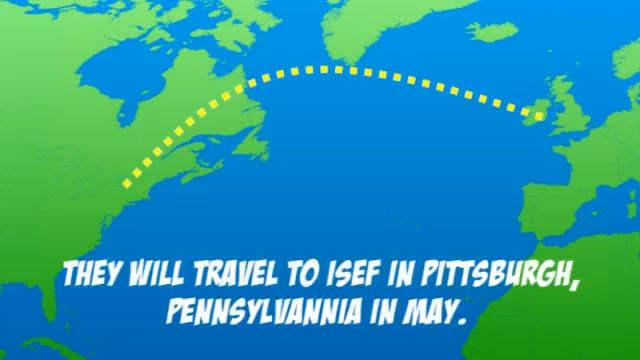 THEY WILL TRAVEL TO ISEF IN PITTSBURGH,
PENNSYLVANNIA IN MAY.